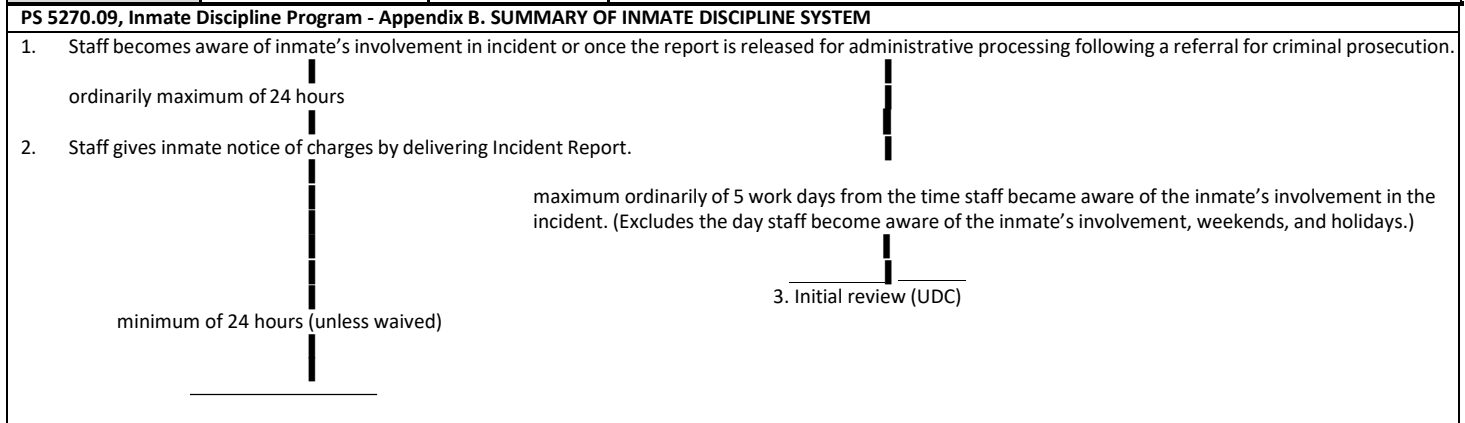 PS 5270.09, Inmate Discipline Program - Appendix B. SUMMARY OF INMATE DISCIPLINE SYSTEM
1. Staff becomes aware of inmate’s involvement in incident or once the report is released for administrative processing following a referral for criminal prosecution.
ordinarily maximum of 24 hours
2. Staff gives inmate notice of charges by delivering Incident Report.
maximum ordinarily of 5 work days from the time staff became aware of the inmate’s involvement in the
incident. (Excludes the day staff become aware of the inmate’s involvement, weekends, and holidays.)
3. Initial review (UDC)
minimum of 24 hours (unless waived)